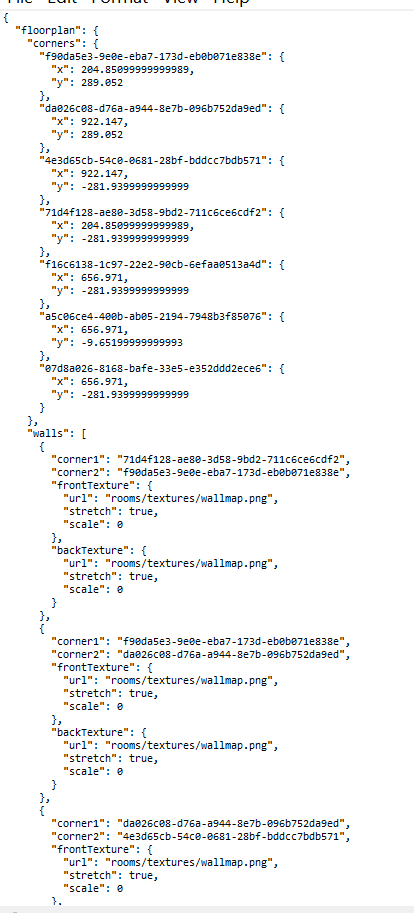 File Edit Format View Help
{
  "floorplan": {
    "corners": {
      "f90da5e3-9e0e-eba7-173d-eb0b071e838e": {
        "x": 204.85099999999989,
        "y": 289.052
      },
      "da026c08-d76a-a944-8e7b-096b752da9ed": {
        "x": 922.147,
        "y": 289.052
      },
      "4e3d65cb-54c0-0681-28bf-bddcc7bdb571": {
        "x": 922.147,
        "y": -281.9399999999999
      },
      "71d4f128-ae80-3d58-9bd2-711c6ce6cdf2": {
        "x": 204.85099999999989,
        "y": -281.9399999999999
      },
      "f16c6138-1c97-22e2-90cb-6efaa0513a4d": {
        "x": 656.971,
        "y": -281.9399999999999
      },
      "a5c06ce4-400b-ab05-2194-7948b3f85076": {
        "x": 656.971,
        "y": -9.65199999999993
      },
      "07d8a026-8168-bafe-33e5-e352ddd2ece6": {
        "x": 656.971,
        "y": -281.9399999999999
      }
    },
    "walls": [
      {
        "corner1": "71d4f128-ae80-3d58-9bd2-711c6ce6cdf2",
        "corner2": "f90da5e3-9e0e-eba7-173d-eb0b071e838e",
        "frontTexture": {
          "url": "rooms/textures/wallmap.png",
          "stretch": true,
          "scale": 0
        },
        "backTexture": {
          "url": "rooms/textures/wallmap.png",
          "stretch": true,
          "scale": 0
        }
      },
      {
        "corner1": "f90da5e3-9e0e-eba7-173d-eb0b071e838e",
        "corner2": "da026c08-d76a-a944-8e7b-096b752da9ed",
        "frontTexture": {
          "url": "rooms/textures/wallmap.png",
          "stretch": true,
          "scale": 0
        },
        "backTexture": {
          "url": "rooms/textures/wallmap.png",
          "stretch": true,
          "scale": 0
        }
      },
      {
        "corner1": "da026c08-d76a-a944-8e7b-096b752da9ed",
        "corner2": "4e3d65cb-54c0-0681-28bf-bddcc7bdb571",
        "frontTexture": {
          "url": "rooms/textures/wallmap.png",
          "stretch": true,
          "scale": 0
        },